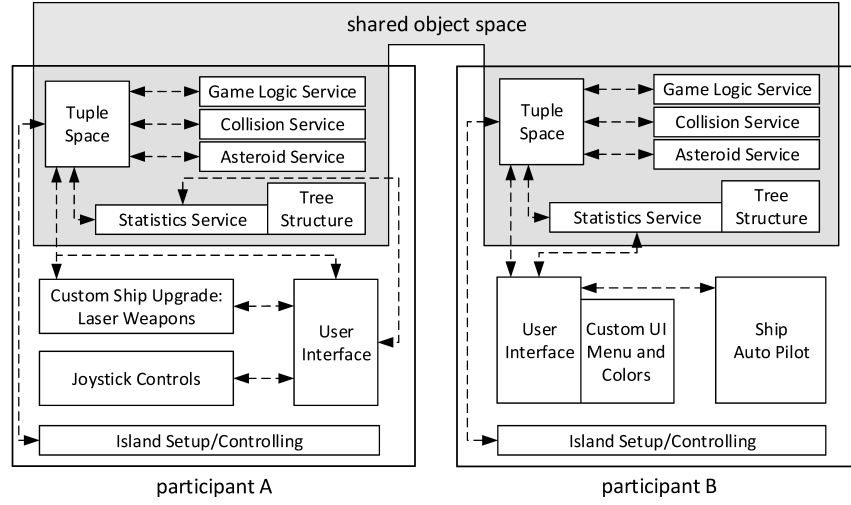 shared object space
Tuple
Space
Game Logic Service
Collision Service
Asteroid Service
Statistics Service
Tree
Structure
Custom Ship Upgrade:
Laser Weapons
User
Interface
Joystick Controls
Island Setup/Controlling
participant A
Tuple
Space
Game Logic Service
Collision Service
Asteroid Service
Statistics Service
Tree
Structure
User
Interface
Custom UI
Menu and
Colors
Ship
Auto Pilot
Island Setup/Controlling
participant B